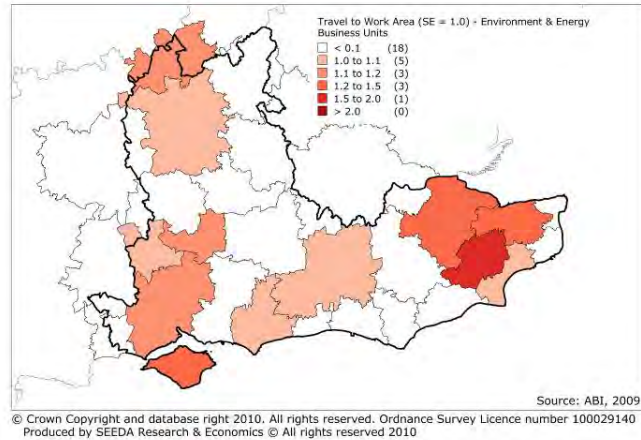 Travel to Work Area (SE = 1.0) - Environment & Energy
Business Units
< 0.1 (18)
1.0 to 1.1 (5)
1.1 to 1.2 (3)
1.2 to 1.5 (3)
1.5 to 2.0 (1)
> 2.0 (0)
Source: ABI, 2009
© Crown Copyright and database right 2010. All rights reserved. Ordnance Survey Licence number 100029140
Produced by SEEDA Research & Economics © All rights reserved 2010